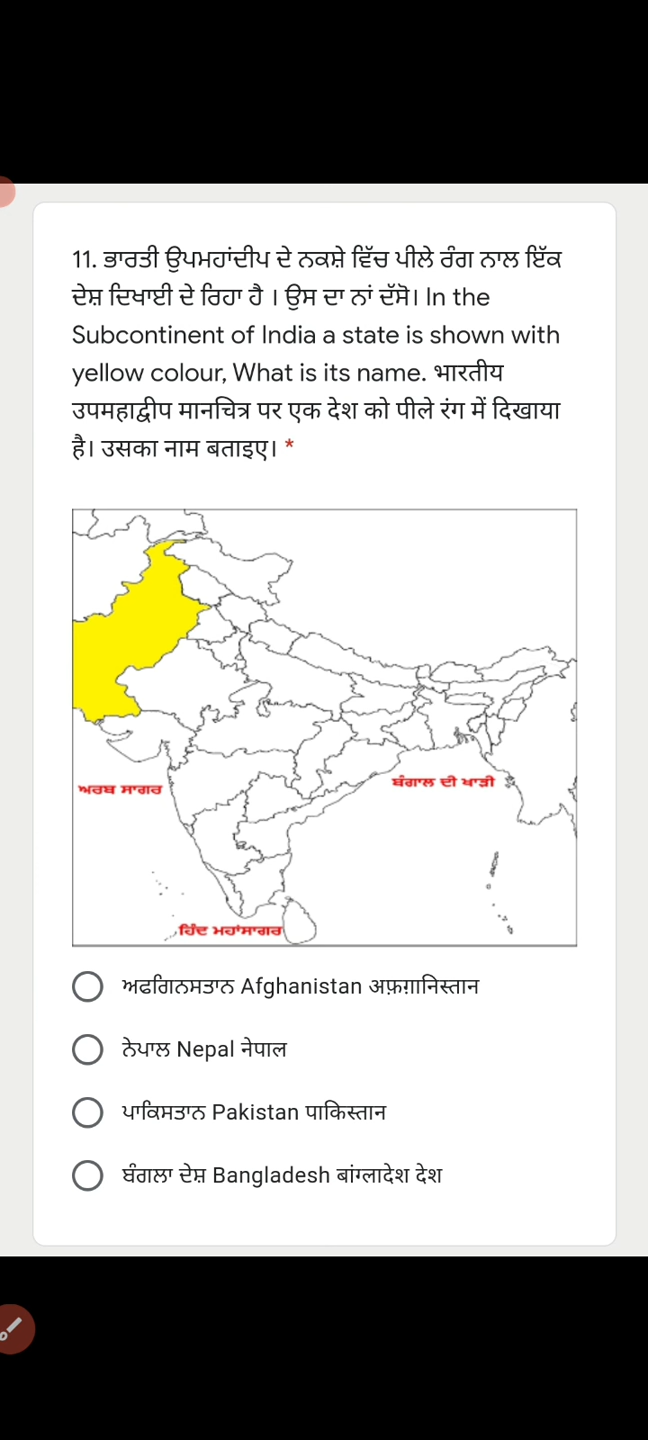 11. ਭਾਰਤੀ ਉਪਮਹਾਂਦੀਪ ਦੇ ਨਕਸ਼ੇ ਵਿੱਚ ਪੀਲੇ ਰੰਗ ਨਾਲ ਇੱਕ
ਦੇਸ਼ ਦਿਖਾਈ ਦੇ ਰਿਹਾ ਹੈ । ਉਸ ਦਾ ਨਾਂ ਦੱਸੋ। In the
Subcontinent of India a state is shown with
yellow colour, What is its name. भारतीय
उपमहाद्वीप मानचित्र पर एक देश को पीले रंग में दिखाया
है। उसका नाम बताइए। *
ਅਰਬ ਸਾਗਰ
ਬੰਗਾਲ ਦੀ ਖਾੜੀ
ਹਿੰਦ ਮਹਾਂਸਾਗਰ
ਅਫਗਿਨਸਤਾਨ Afghanistan अफ़ग़ानिस्तान
ਨੇਪਾਲ Nepal नेपाल
ਪਾਕਿਸਤਾਨ Pakistan पाकिस्तान
ਬੰਗਲਾ ਦੇਸ਼ Bangladesh बांग्लादेश देश